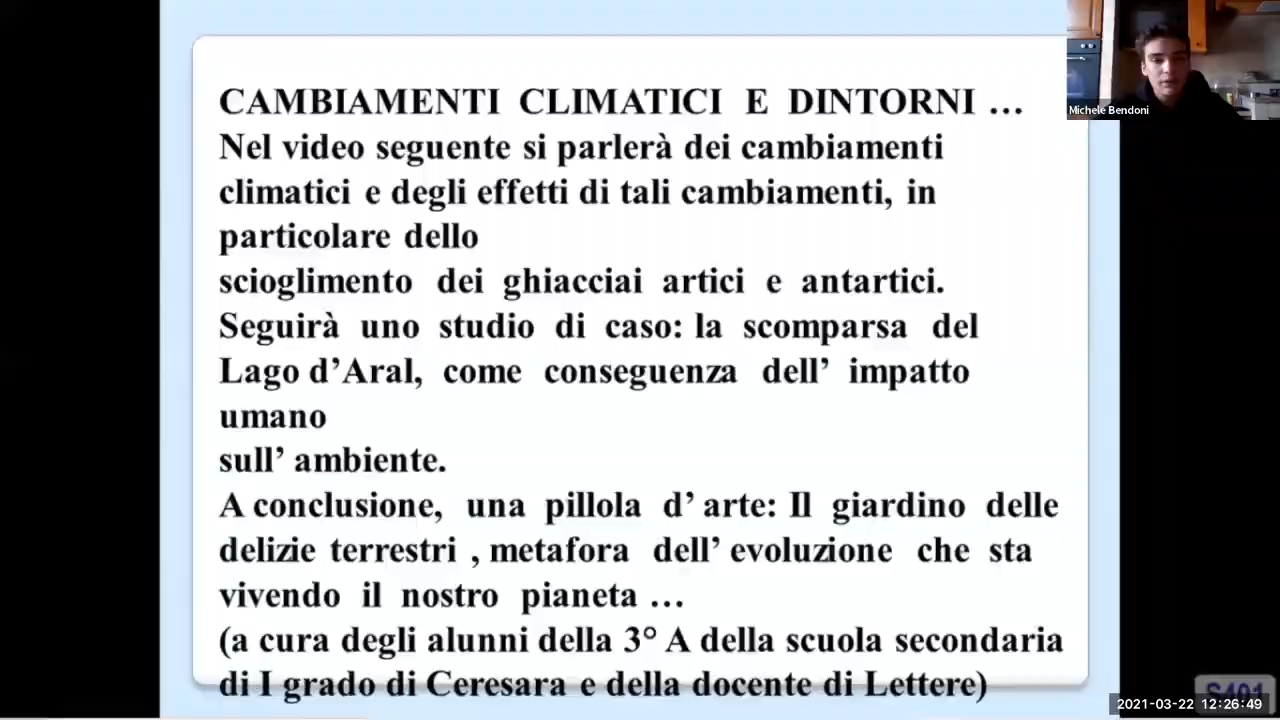 CAMBIAMENTI CLIMATICI E DINTORNI ...
Nel video seguente si parlerà dei cambiamenti
climatici e degli effetti di tali cambiamenti, in
particolare dello
scioglimento dei ghiacciai artici e antartici.
Seguirà uno studio di caso: la scomparsa del
Lago d’Aral, come conseguenza dell’ impatto
umano
sull’ ambiente.
A conclusione, una pillola d’ arte: Il giardino delle
delizie terrestri , metafora dell’ evoluzione che sta
vivendo il nostro pianeta ...
(a cura degli alunni della 3° A della scuola secondaria
di I grado di Ceresara e della docente di Lettere)
Michele Bendoni
2021-03-22 12:26:49